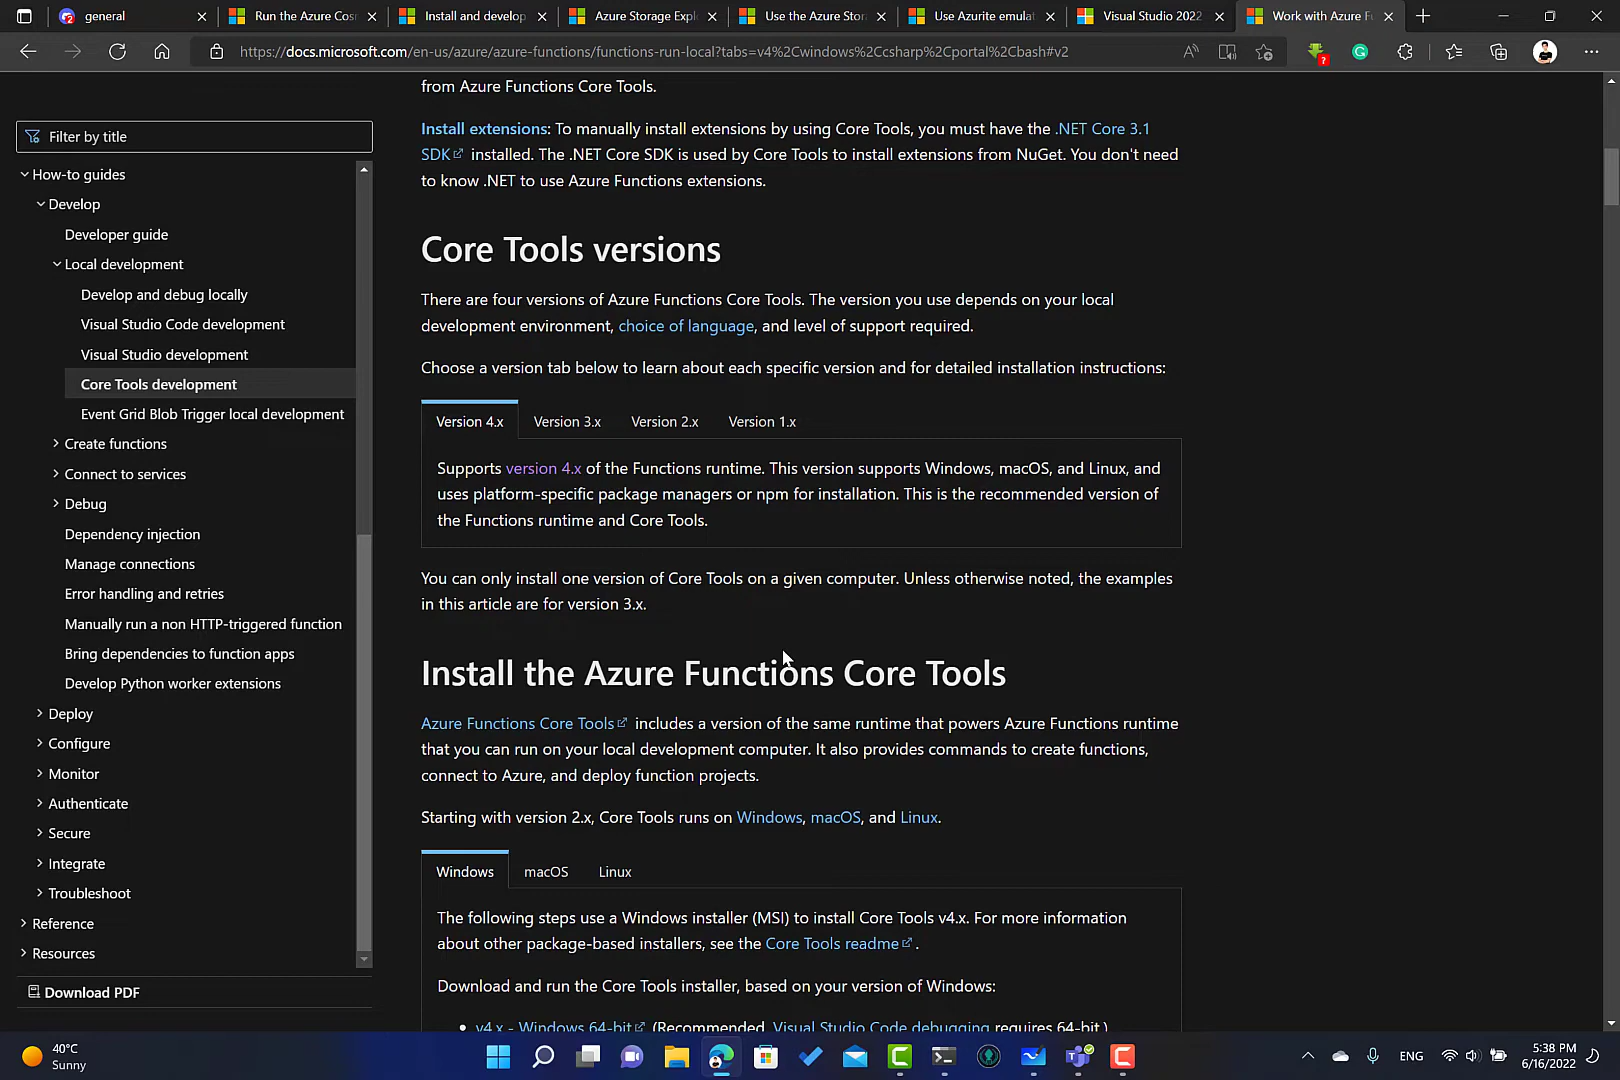 general
Run the Azure Cos
Install and develop
Azure Storage Expl
Use the Azure Stor
Use Azurite emulat
Visual Studio 2022
Work with Azure F
https://docs.microsoft.com/en-us/azure/azure-functions/functions-run-local?tabs=v4%2Cwindows%2Ccsharp%2Cportal%2Cbash#v2
Filter by title
How-to guides
Develop
Developer guide
Local development
Develop and debug locally
Visual Studio Code development
Visual Studio development
Core Tools development
Event Grid Blob Trigger local development
Create functions
Connect to services
Debug
Dependency injection
Manage connections
Error handling and retries
Manually run a non HTTP-triggered function
Bring dependencies to function apps
Develop Python worker extensions
Deploy
Configure
Monitor
Authenticate
Secure
Integrate
Troubleshoot
Reference
Resources
Download PDF
from Azure Functions Core Tools.
Install extensions: To manually install extensions by using Core Tools, you must have the .NET Core 3.1
SDK installed. The .NET Core SDK is used by Core Tools to install extensions from NuGet. You don't need
to know .NET to use Azure Functions extensions.
Core Tools versions
There are four versions of Azure Functions Core Tools. The version you use depends on your local
development environment, choice of language, and level of support required.
Choose a version tab below to learn about each specific version and for detailed installation instructions:
Version 4.x Version 3.x Version 2.x Version 1.x
Supports version 4.x of the Functions runtime. This version supports Windows, macOS, and Linux, and
uses platform-specific package managers or npm for installation. This is the recommended version of
the Functions runtime and Core Tools.
You can only install one version of Core Tools on a given computer. Unless otherwise noted, the examples
in this article are for version 3.x.
Install the Azure Functions Core Tools
Azure Functions Core Tools includes a version of the same runtime that powers Azure Functions runtime
that you can run on your local development computer. It also provides commands to create functions,
connect to Azure, and deploy function projects.
Starting with version 2.x, Core Tools runs on Windows, macOS, and Linux.
Windows macOS Linux
The following steps use a Windows installer (MSI) to install Core Tools v4.x. For more information
about other package-based installers, see the Core Tools readme.
Download and run the Core Tools installer, based on your version of Windows:
• v4.x - Windows 64-bit (Recommended. Visual Studio Code debugging requires 64-bit.)
40°C
Sunny
ENG
5:38 PM
6/16/2022